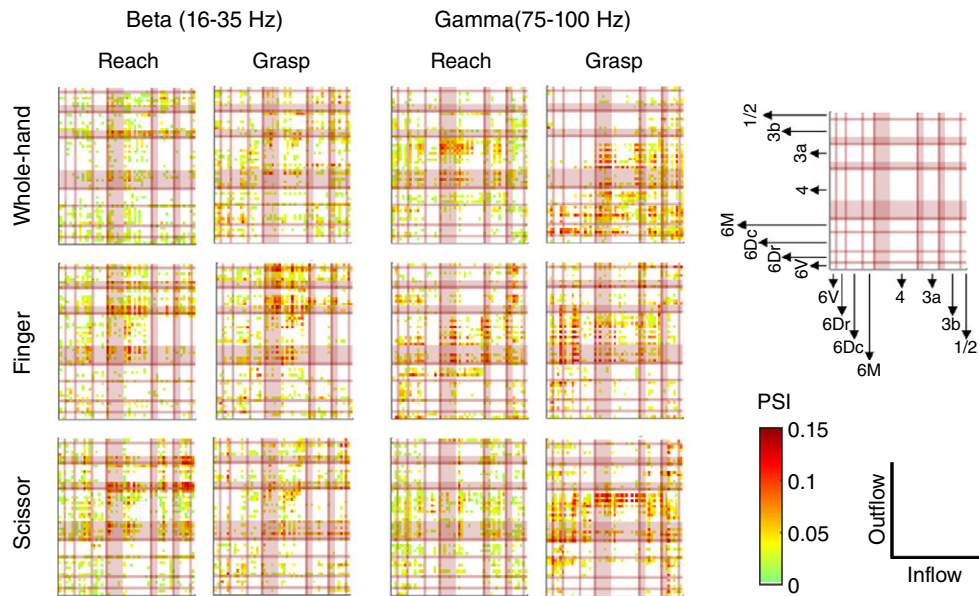 Beta (16-35 Hz)
Gamma(75-100 Hz)
Reach
Grasp
Reach
Grasp
Whole-hand
Finger
Scissor
1/2
3b
3a
4
6M
6Dc
6Dr
6V
6V
6Dr
6Dc
6M
4
3a
3b
1/2
PSI
0.15
0.1
0.05
0
Outflow
Inflow